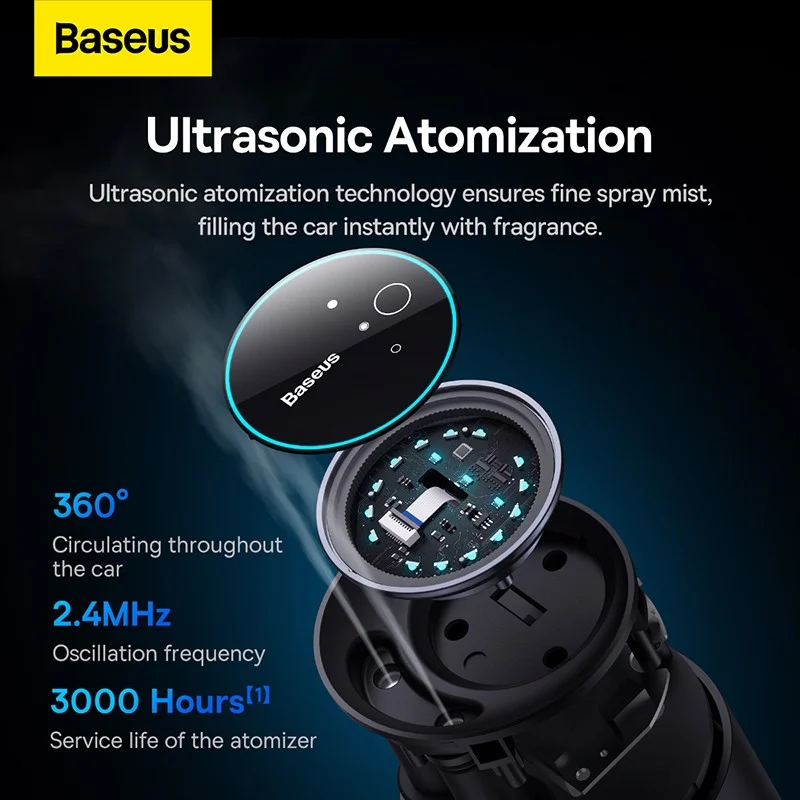 Baseus
Ultrasonic Atomization
Ultrasonic atomization technology ensures fine spray mist,
filling the car instantly with fragrance.
Baseus
360°
Circulating throughout
the car
2.4MHz
Oscillation frequency
3000 Hours【1】
Service life of the atomizer